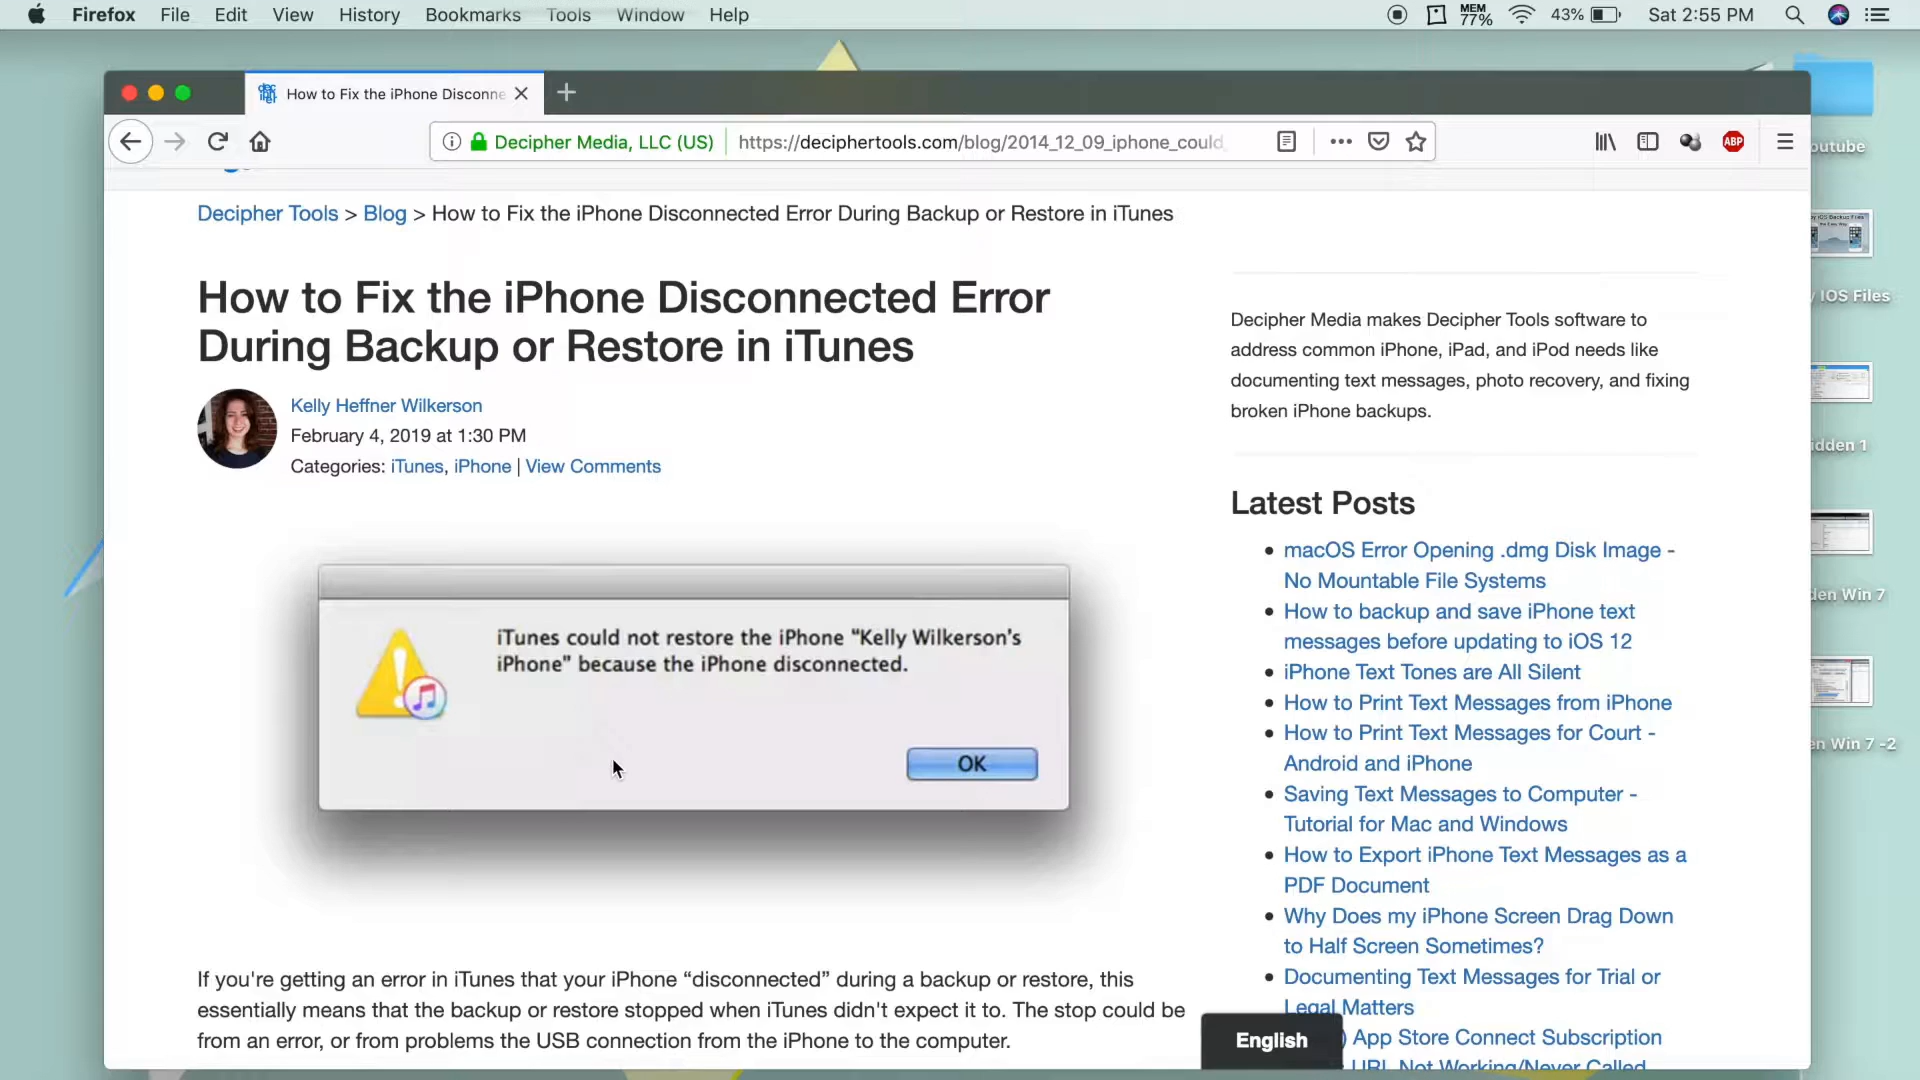 Firefox File Edit View History Bookmarks Tools Window Help
MEM 77% 43% Sat 2:55 PM
How to Fix the iPhone Disconne
Decipher Media, LLC (US) https://deciphertools.com/blog/2014_12_09_iphone_could_
ABP
Decipher Tools > Blog > How to Fix the iPhone Disconnected Error During Backup or Restore in iTunes
How to Fix the iPhone Disconnected Error
During Backup or Restore in iTunes
Kelly Heffner Wilkerson
February 4, 2019 at 1:30 PM
Categories: iTunes, iPhone | View Comments
iTunes could not restore the iPhone “Kelly Wilkerson’s
iPhone” because the iPhone disconnected.
OK
If you're getting an error in iTunes that your iPhone “disconnected” during a backup or restore, this
essentially means that the backup or restore stopped when iTunes didn't expect it to. The stop could be
from an error, or from problems the USB connection from the iPhone to the computer.
Decipher Media makes Decipher Tools software to
address common iPhone, iPad, and iPod needs like
documenting text messages, photo recovery, and fixing
broken iPhone backups.
Latest Posts
macOS Error Opening .dmg Disk Image -
No Mountable File Systems
How to backup and save iPhone text
messages before updating to iOS 12
iPhone Text Tones are All Silent
How to Print Text Messages from iPhone
How to Print Text Messages for Court -
Android and iPhone
Saving Text Messages to Computer -
Tutorial for Mac and Windows
How to Export iPhone Text Messages as a
PDF Document
Why Does my iPhone Screen Drag Down
to Half Screen Sometimes?
Documenting Text Messages for Trial or
Legal Matters
) App Store Connect Subscription
URL Not Working/Never Called
English
outube
IOS Files
idden 1
den Win 7
en Win 7 -2